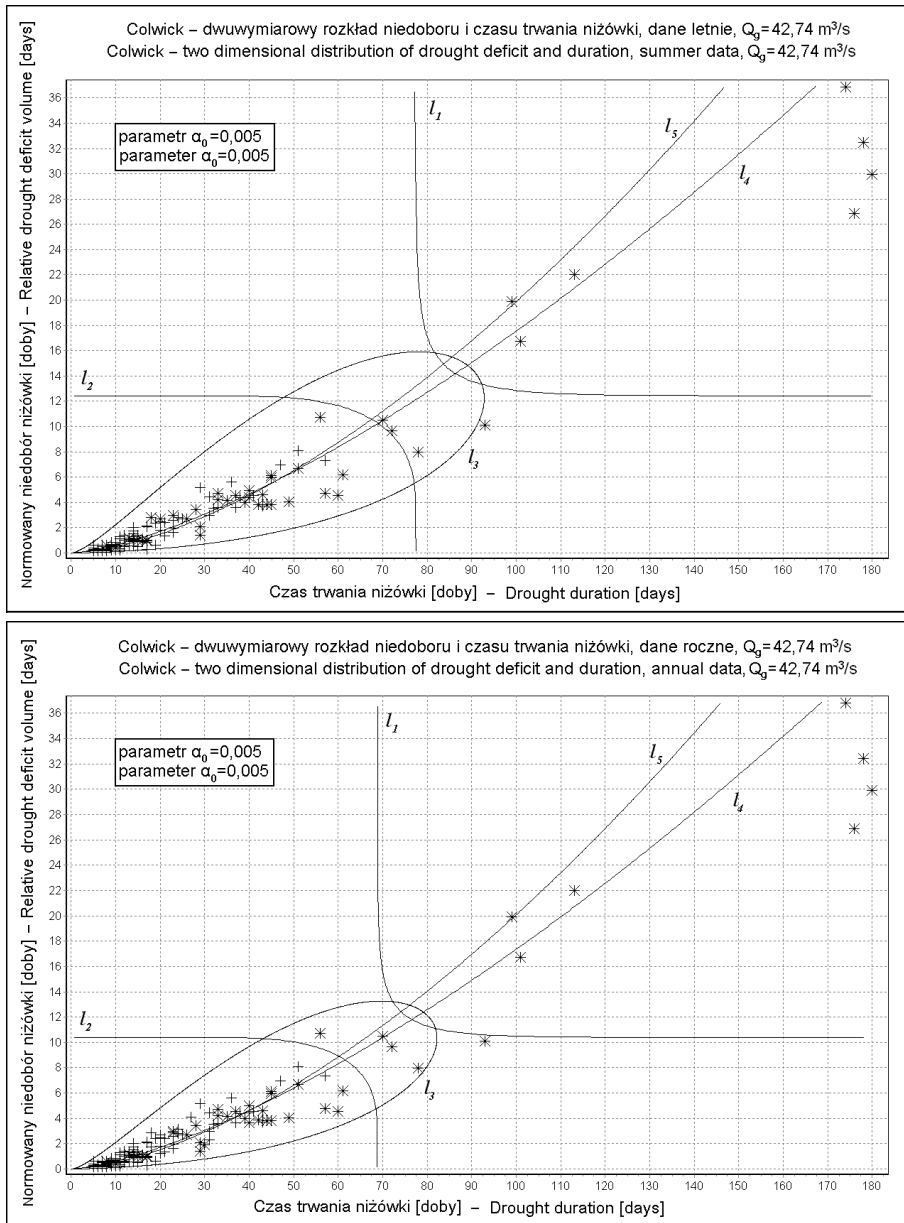 Colwick – dwuwymiarowy rozkład niedoboru i czasu trwania niżówki, dane letnie, Qg=42,74 m³/s
Colwick – two dimensional distribution of drought deficit and duration, summer data, Qg=42,74 m³/s
Normowany niedobór niżówki [doby] – Relative drought deficit volume [days]
36
34
32
30
28
26
24
22
20
18
16
14
12
10
8
6
4
2
0
parametr α0=0,005
parameter α0=0,005
l1
l5
l4
l2
l3
0 10 20 30 40 50 60 70 80 90 100 110 120 130 140 150 160 170 180
Czas trwania niżówki [doby] – Drought duration [days]
Colwick – dwuwymiarowy rozkład niedoboru i czasu trwania niżówki, dane roczne, Qg=42,74 m³/s
Colwick – two dimensional distribution of drought deficit and duration, annual data, Qg=42,74 m³/s
Normowany niedobór niżówki [doby] – Relative drought deficit volume [days]
36
34
32
30
28
26
24
22
20
18
16
14
12
10
8
6
4
2
0
parametr α0=0,005
parameter α0=0,005
l1
l5
l4
l2
l3
0 10 20 30 40 50 60 70 80 90 100 110 120 130 140 150 160 170 180
Czas trwania niżówki [doby] – Drought duration [days]